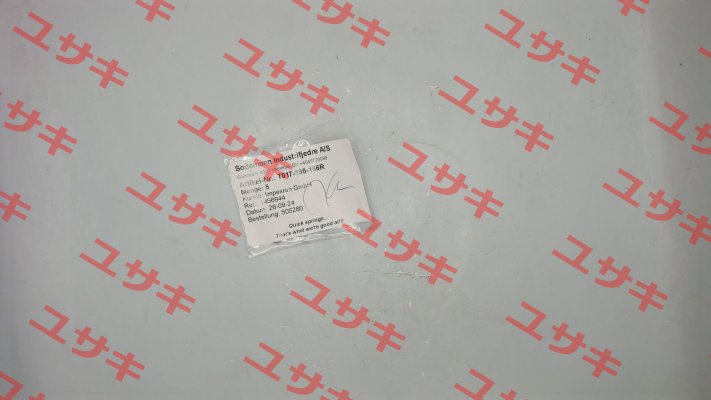 ユサキ
Sodemann Industrifjedre A/S
Artikel-Nr.: T017-180-156R
Menge: 5
Kunde: Impexron GmbH
Ref.: 456944
Datum: 26-09-24
Bestellung: 505280
Quick springs...
That's what we're good at!!